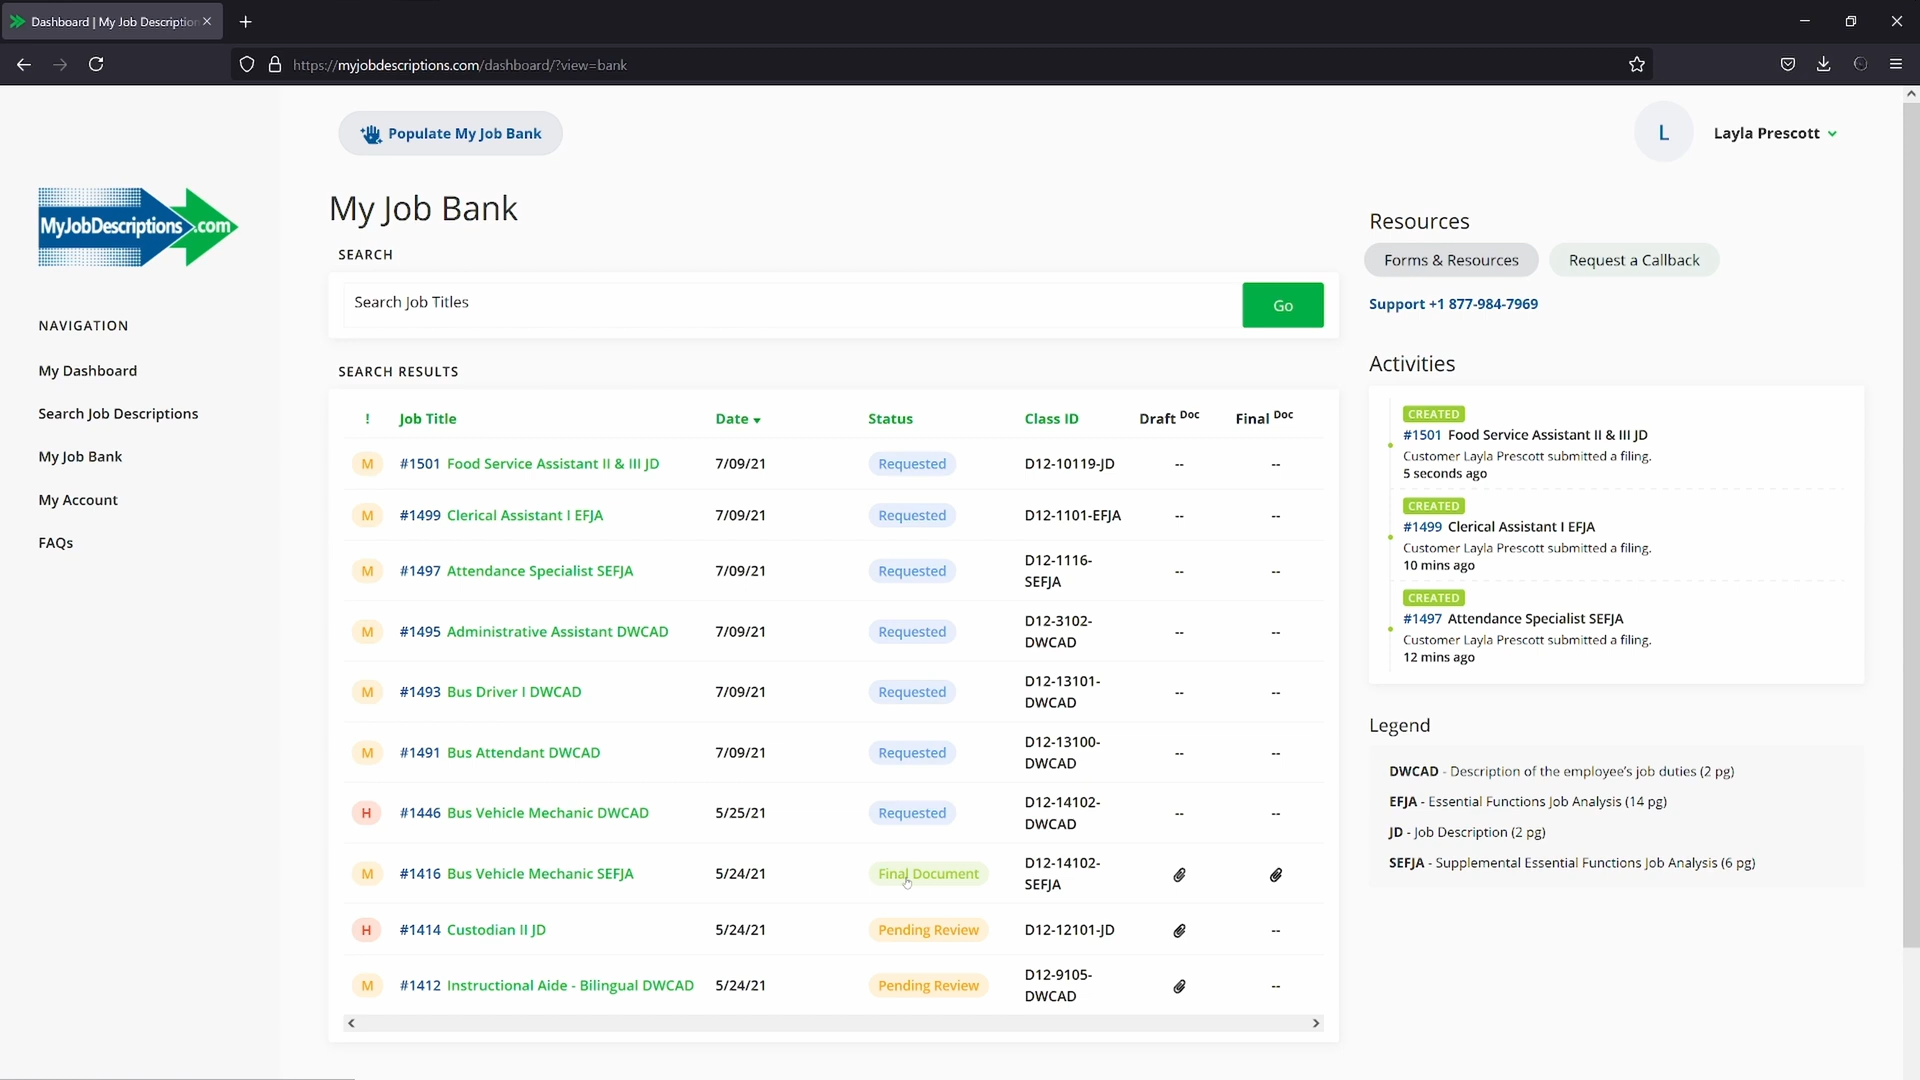 Dashboard | My Job Description
https://myjobdescriptions.com/dashboard/?view=bank
Populate My Job Bank
L
Layla Prescott
MyJobDescriptions.com
NAVIGATION
My Dashboard
Search Job Descriptions
My Job Bank
My Account
FAQs
My Job Bank
SEARCH
Search Job Titles
Go
SEARCH RESULTS
! Job Title Date Status Class ID Draft Doc Final Doc
M #1501 Food Service Assistant II & III JD 7/09/21 Requested D12-10119-JD -- --
M #1499 Clerical Assistant I EFJA 7/09/21 Requested D12-1101-EFJA -- --
M #1497 Attendance Specialist SEFJA 7/09/21 Requested D12-1116- -- --
SEFJA
M #1495 Administrative Assistant DWCAD 7/09/21 Requested D12-3102- -- --
DWCAD
M #1493 Bus Driver I DWCAD 7/09/21 Requested D12-13101- -- --
DWCAD
M #1491 Bus Attendant DWCAD 7/09/21 Requested D12-13100- -- --
DWCAD
H #1446 Bus Vehicle Mechanic DWCAD 5/25/21 Requested D12-14102- -- --
DWCAD
M #1416 Bus Vehicle Mechanic SEFJA 5/24/21 Final Document D12-14102-
SEFJA
H #1414 Custodian II JD 5/24/21 Pending Review D12-12101-JD --
M #1412 Instructional Aide - Bilingual DWCAD 5/24/21 Pending Review D12-9105- --
DWCAD
Resources
Forms & Resources
Request a Callback
Support +1 877-984-7969
Activities
CREATED
#1501 Food Service Assistant II & III JD
Customer Layla Prescott submitted a filing.
5 seconds ago
CREATED
#1499 Clerical Assistant I EFJA
Customer Layla Prescott submitted a filing.
10 mins ago
CREATED
#1497 Attendance Specialist SEFJA
Customer Layla Prescott submitted a filing.
12 mins ago
Legend
DWCAD - Description of the employee's job duties (2 pg)
EFJA - Essential Functions Job Analysis (14 pg)
JD - Job Description (2 pg)
SEFJA - Supplemental Essential Functions Job Analysis (6 pg)